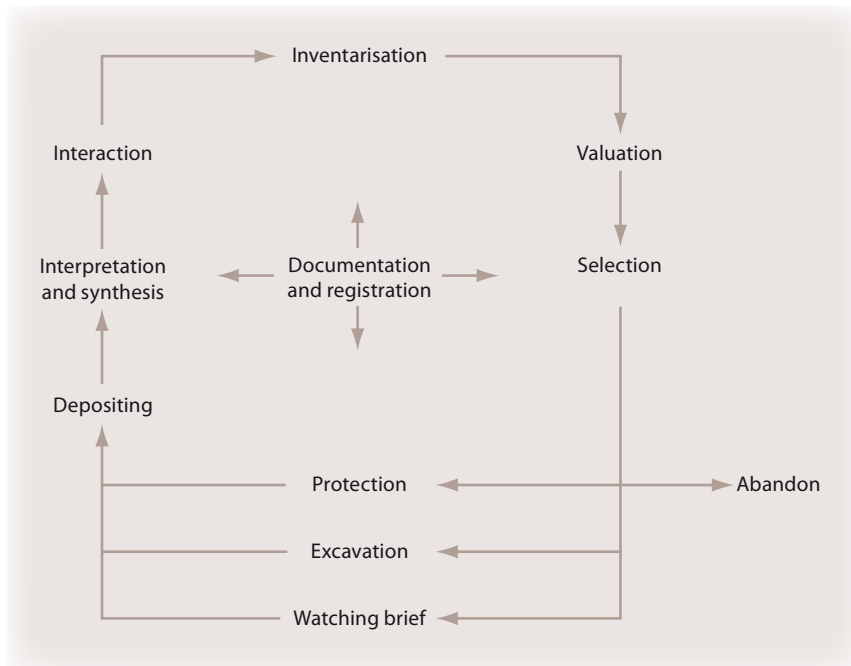 Inventarisation
Interaction
Valuation
Interpretation
and synthesis
Documentation
and registration
Selection
Depositing
Protection
Abandon
Excavation
Watching brief